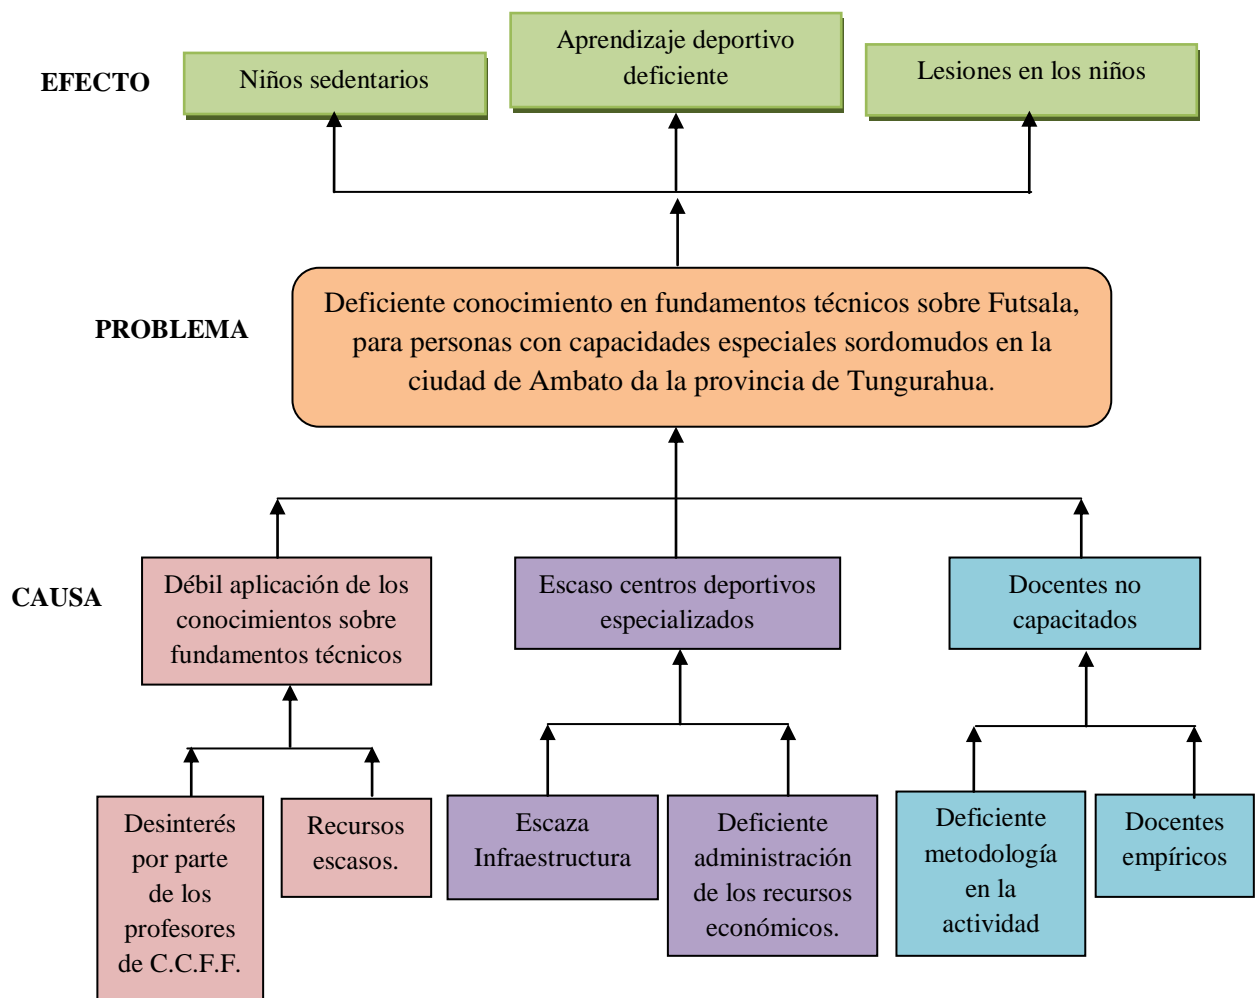 EFECTO
Niños sedentarios
Aprendizaje deportivo
deficiente
Lesiones en los niños
PROBLEMA
Deficiente conocimiento en fundamentos técnicos sobre Futsala,
para personas con capacidades especiales sordomudos en la
ciudad de Ambato da la provincia de Tungurahua.
CAUSA
Débil aplicación de los
conocimientos sobre
fundamentos técnicos
Escaso centros deportivos
especializados
Docentes no
capacitados
Desinterés
por parte
de los
profesores
de C.C.F.F.
Recursos
escasos.
Escaza
Infraestructura
Deficiente
administración
de los recursos
económicos.
Deficiente
metodología
en la
actividad
Docentes
empíricos